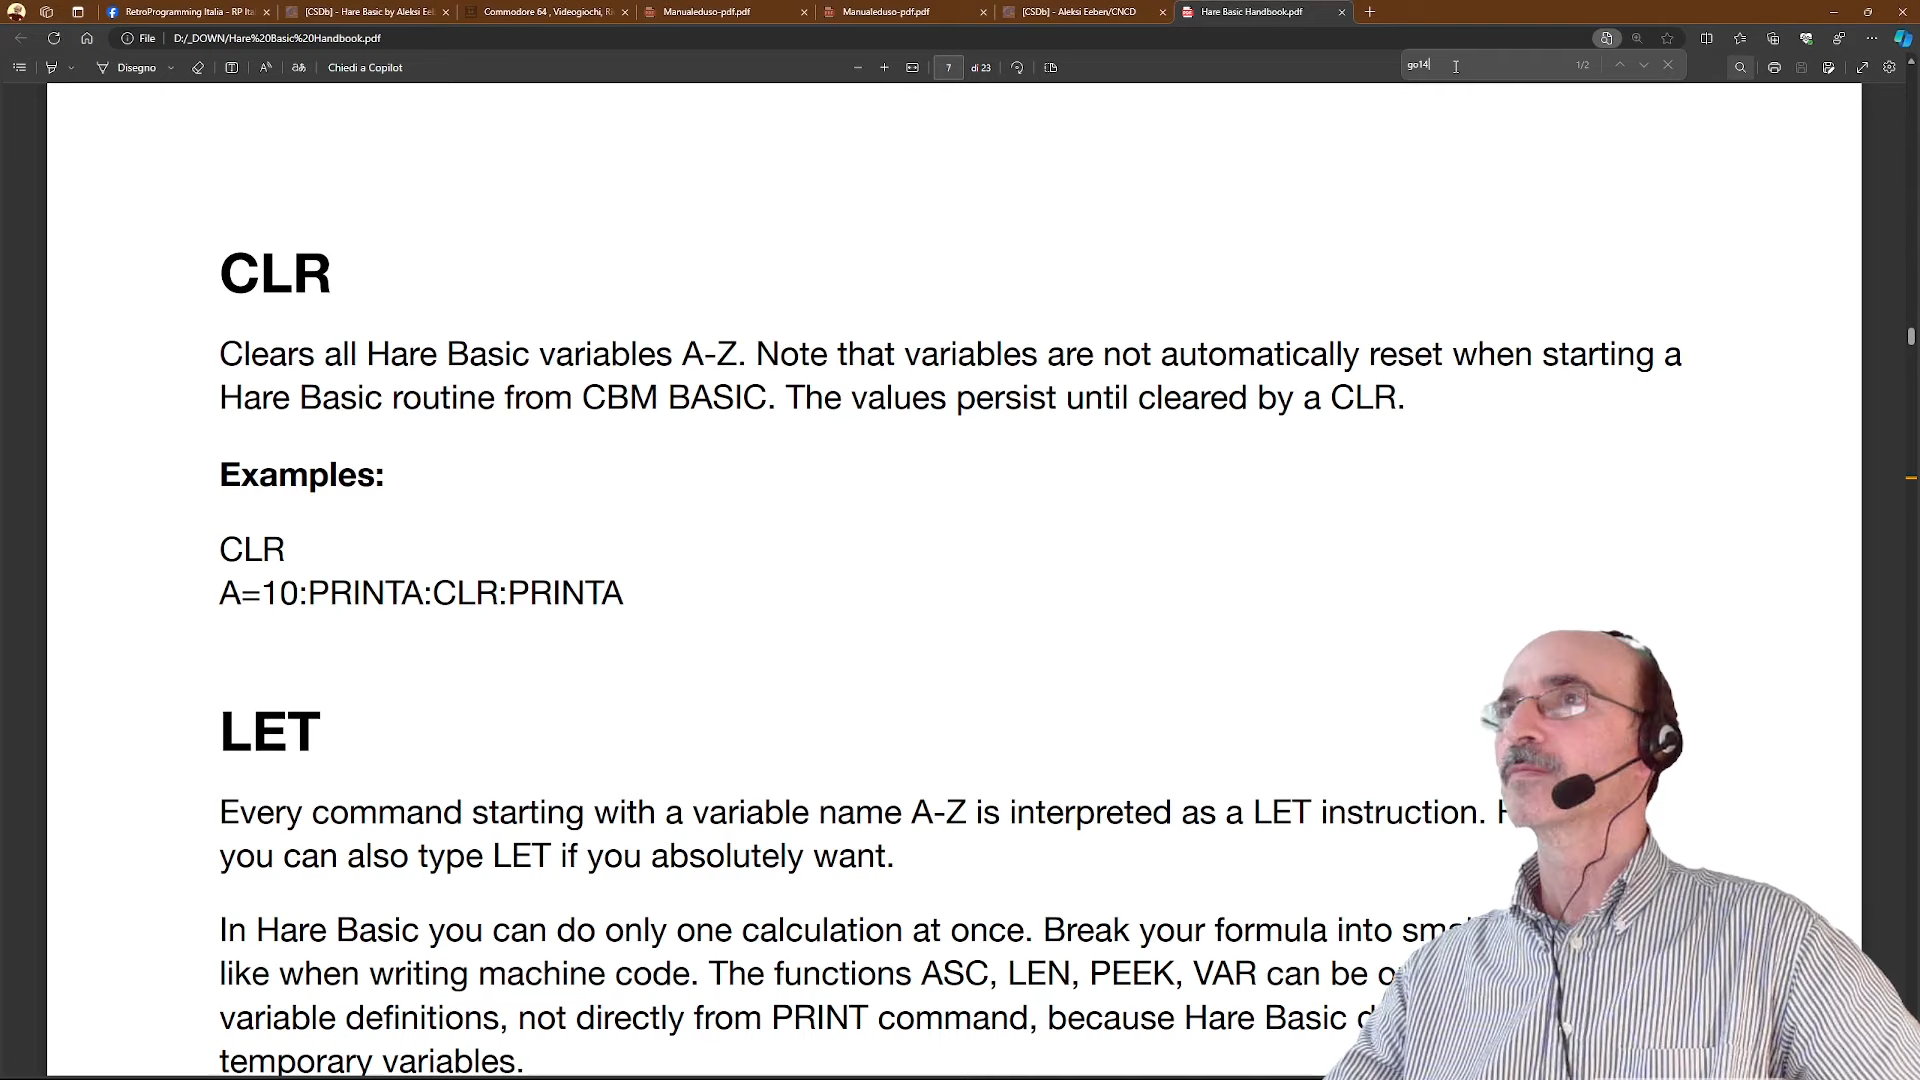 RetroProgramming Italia - RP Ita
[CSDb] - Hare Basic by Aleksi Eeb
Commodore 64 , Videogiochi, Ri
Manualeduso-pdf.pdf
Manualeduso-pdf.pdf
[CSDb] - Aleksi Eeben/CNCD
Hare Basic Handbook.pdf
File D:/_DOWN/Hare%20Basic%20Handbook.pdf
Disegno
Chiedi a Copilot
7 di 23
go14 1/2
CLR
Clears all Hare Basic variables A-Z. Note that variables are not automatically reset when starting a
Hare Basic routine from CBM BASIC. The values persist until cleared by a CLR.
Examples:
CLR
A=10:PRINTA:CLR:PRINTA
LET
Every command starting with a variable name A-Z is interpreted as a LET instruction.
you can also type LET if you absolutely want.
In Hare Basic you can do only one calculation at once. Break your formula into
like when writing machine code. The functions ASC, LEN, PEEK, VAR can be
variable definitions, not directly from PRINT command, because Hare Basic
temporary variables.